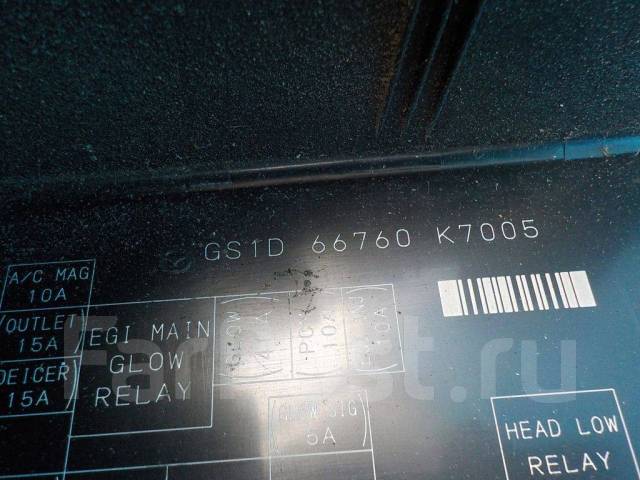 GS1D 66760 K7005
A/C MAG
10A
/OUTLET
15A
DEICER)
15A
EGI MAIN
GLOW
RELAY
10A
(GLOW SIG)
5A
HEAD LOW
RELAY